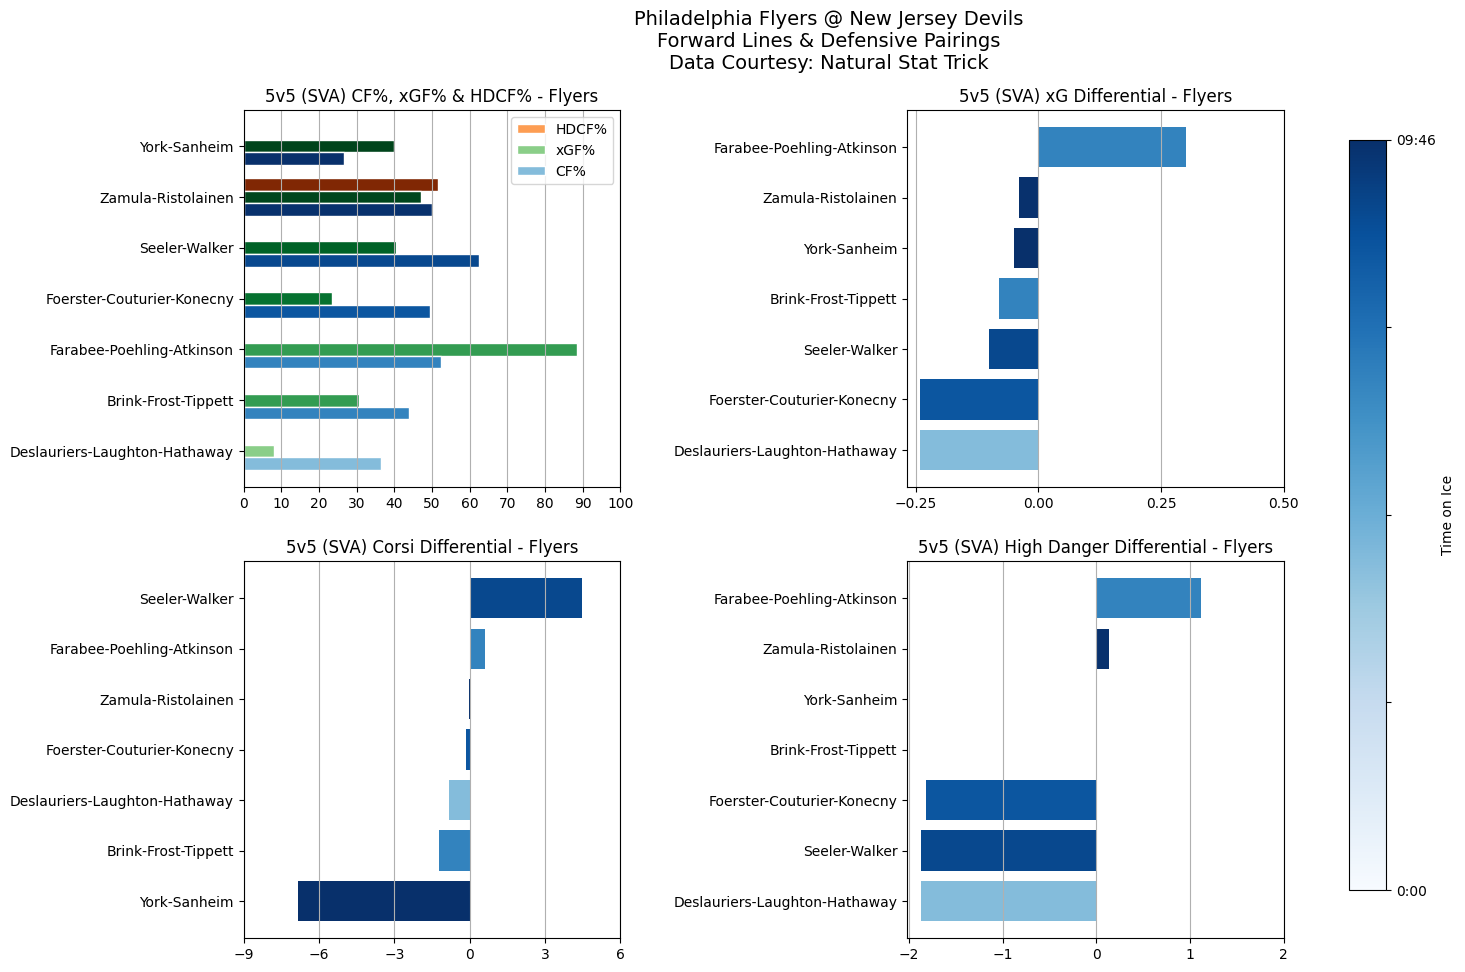 Philadelphia Flyers @ New Jersey Devils
Forward Lines & Defensive Pairings
Data Courtesy: Natural Stat Trick
5v5 (SVA) CF%, xGF% & HDCF% - Flyers
HDCF%
xGF%
CF%
York-Sanheim
Zamula-Ristolainen
Seeler-Walker
Foerster-Couturier-Konecny
Farabee-Poehling-Atkinson
Brink-Frost-Tippett
Deslauriers-Laughton-Hathaway
0 10 20 30 40 50 60 70 80 90 100
5v5 (SVA) xG Differential - Flyers
Farabee-Poehling-Atkinson
Zamula-Ristolainen
York-Sanheim
Brink-Frost-Tippett
Seeler-Walker
Foerster-Couturier-Konecny
Deslauriers-Laughton-Hathaway
−0.25 0.00 0.25 0.50
5v5 (SVA) Corsi Differential - Flyers
Seeler-Walker
Farabee-Poehling-Atkinson
Zamula-Ristolainen
Foerster-Couturier-Konecny
Deslauriers-Laughton-Hathaway
Brink-Frost-Tippett
York-Sanheim
−9 −6 −3 0 3 6
5v5 (SVA) High Danger Differential - Flyers
Farabee-Poehling-Atkinson
Zamula-Ristolainen
York-Sanheim
Brink-Frost-Tippett
Foerster-Couturier-Konecny
Seeler-Walker
Deslauriers-Laughton-Hathaway
−2 −1 0 1 2
09:46
Time on Ice
0:00